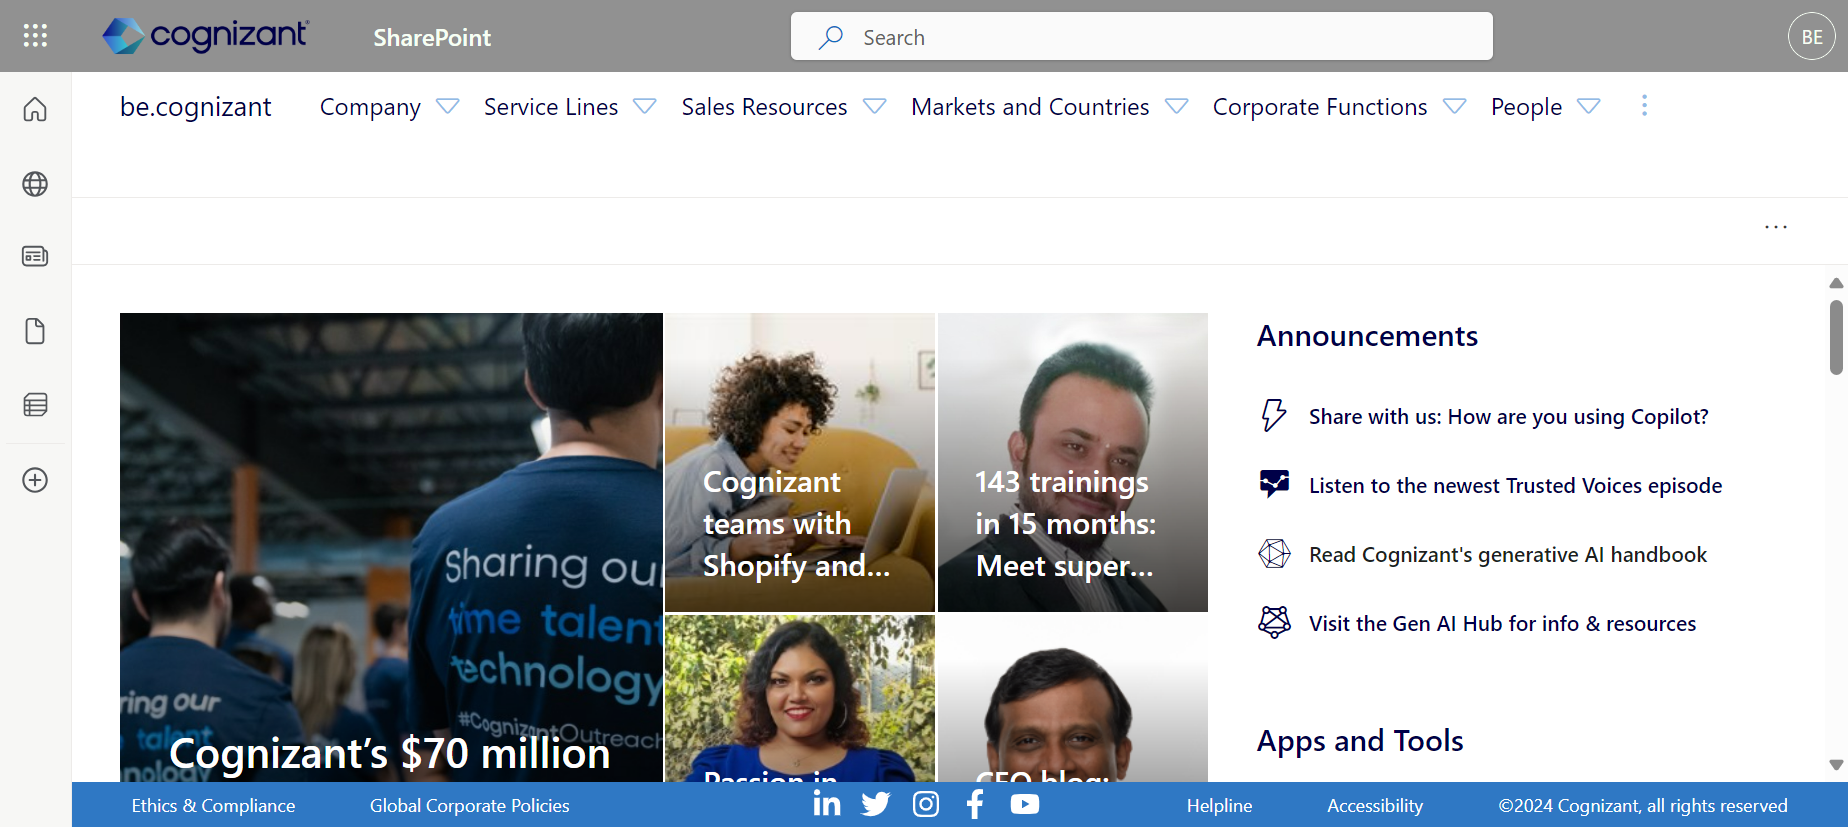 cognizant
SharePoint
Search
BE
be.cognizant
Company
Service Lines
Sales Resources
Markets and Countries
Corporate Functions
People
Sharing our
time talent
technology
#CognizantOutreach
ring our
talent
nology
Cognizant’s $70 million
Cognizant
teams with
Shopify and...
143 trainings
in 15 months:
Meet super...
Passion in
CEO blog:
Announcements
Share with us: How are you using Copilot?
Listen to the newest Trusted Voices episode
Read Cognizant's generative AI handbook
Visit the Gen AI Hub for info & resources
Apps and Tools
Ethics & Compliance
Global Corporate Policies
Helpline
Accessibility
©2024 Cognizant, all rights reserved